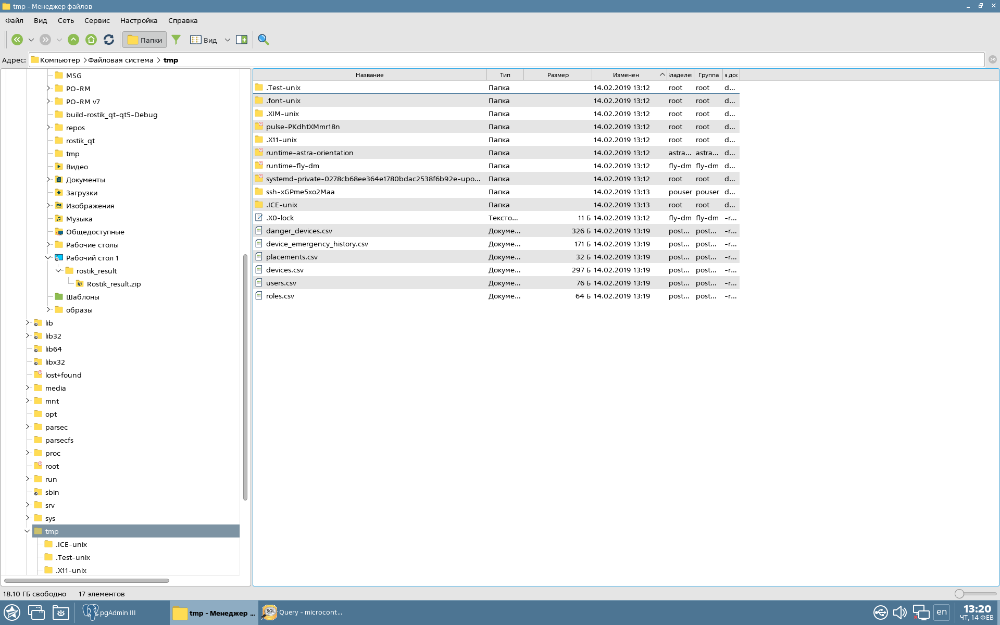 tmp - Менеджер файлов
Файл Вид Сеть Сервис Настройка Справка
Папки Вид
Адрес: Компьютер Файловая система tmp
MSG
PO-RM
PO-RM v7
build-rostik_qt-qt5-Debug
repos
rostik_qt
tmp
Видео
Документы
Загрузки
Изображения
Музыка
Общедоступные
Рабочие столы
Рабочий стол 1
rostik_result
Rostik_result.zip
Шаблоны
образы
lib
lib32
lib64
libx32
lost+found
media
mnt
opt
parsec
parsecfs
proc
root
run
sbin
srv
sys
tmp
.ICE-unix
.Test-unix
.X11-unix
Название Тип Размер Изменен ладелец Группа а дос
.Test-unix Папка 14.02.2019 13:12 root root d...
.font-unix Папка 14.02.2019 13:12 root root d...
.XIM-unix Папка 14.02.2019 13:12 root root d...
pulse-PKdhtXMmr18n Папка 14.02.2019 13:12 root root d...
.X11-unix Папка 14.02.2019 13:12 root root d...
runtime-astra-orientation Папка 14.02.2019 13:12 astra... astra... d...
runtime-fly-dm Папка 14.02.2019 13:12 fly-dm fly-dm d...
systemd-private-0278cb68ee364e1780bdac2538f6b92e-upo... Папка 14.02.2019 13:12 root root d...
ssh-xGPme5xo2Maa Папка 14.02.2019 13:13 pouser pouser d...
.ICE-unix Папка 14.02.2019 13:13 root root d...
.X0-lock Тексто... 11 Б 14.02.2019 13:12 fly-dm fly-dm -r...
danger_devices.csv Докуме... 326 Б 14.02.2019 13:19 post... post... -r...
device_emergency_history.csv Докуме... 171 Б 14.02.2019 13:19 post... post... -r...
placements.csv Докуме... 32 Б 14.02.2019 13:19 post... post... -r...
devices.csv Докуме... 297 Б 14.02.2019 13:19 post... post... -r...
users.csv Докуме... 76 Б 14.02.2019 13:19 post... post... -r...
roles.csv Докуме... 64 Б 14.02.2019 13:19 post... post... -r...
18.10 ГБ свободно 17 элементов
pgAdmin III tmp - Менеджер ... SQL Query - microcont... en 13:20
ЧТ, 14 ФЕВ